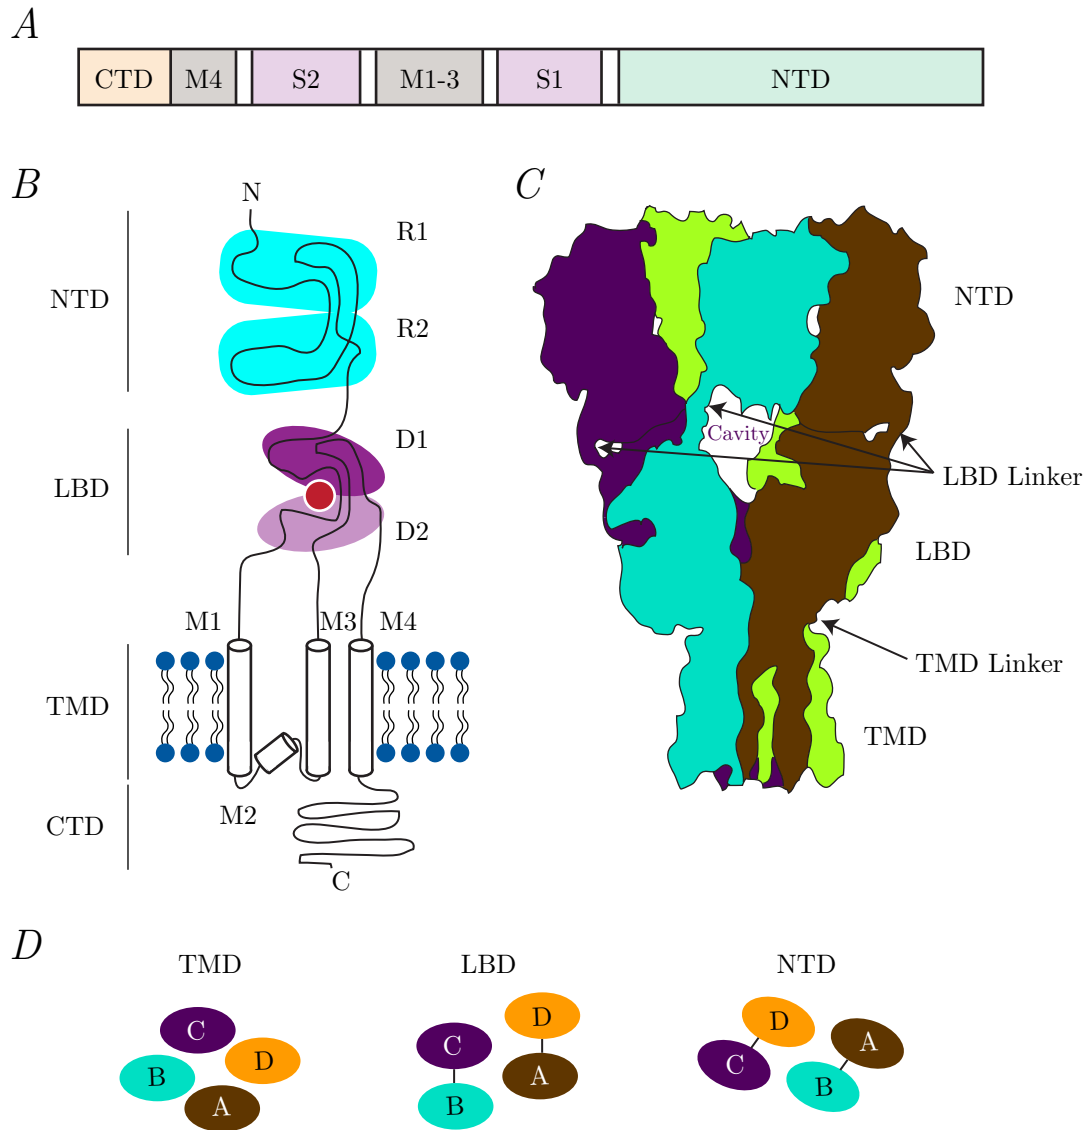 A
CTD M4 S2 M1-3 S1 NTD
B
N
R1
NTD
R2
D1
LBD
D2
M1 M3 M4
TMD
M2
CTD
C
C
NTD
Cavity
LBD Linker
LBD
TMD Linker
TMD
D
TMD LBD NTD
C
D
B
A
D
C
A
B
D
A
C
B